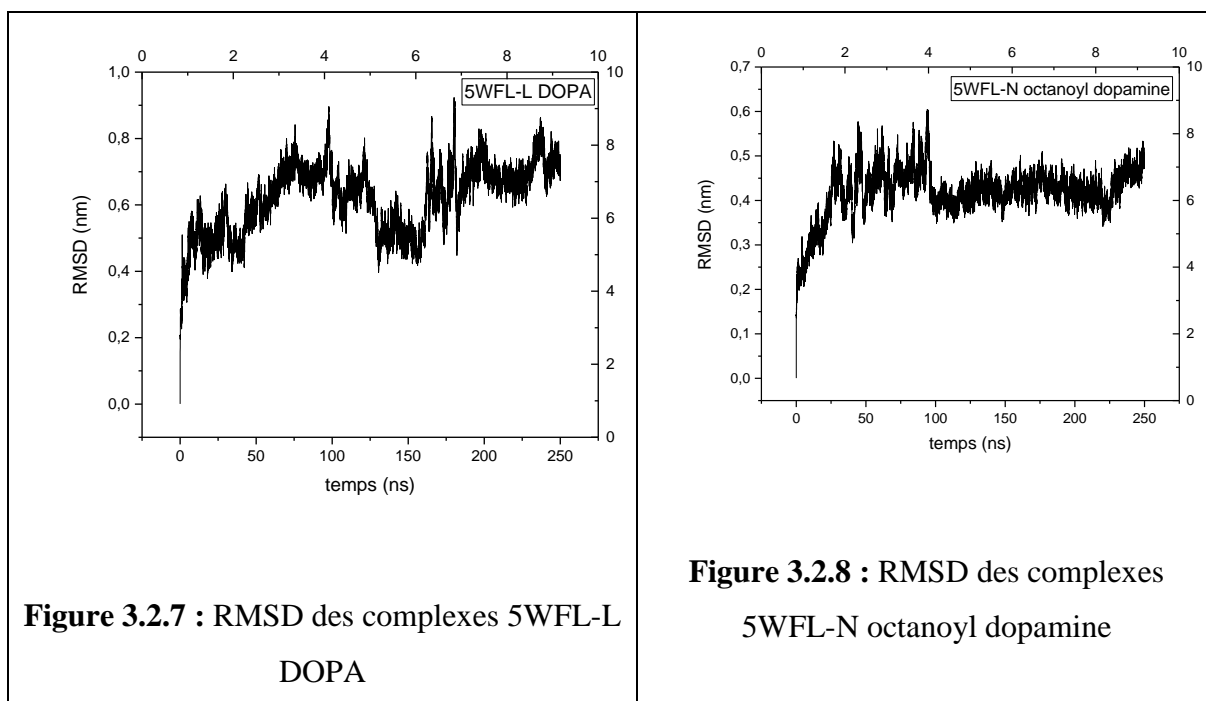 0 2 4 6 8 10
1,0
0,8
0,6
0,4
0,2
0,0
RMSD (nm)
5WFL-L DOPA
10
8
6
4
2
0
0 50 100 150 200 250
temps (ns)
Figure 3.2.7 : RMSD des complexes 5WFL-L
DOPA
0 1 2 3 4 5 6 7 8 9 10
0,7
0,6
0,5
0,4
0,3
0,2
0,1
0,0
RMSD (nm)
5WFL-N octanoyl dopamine
10
8
6
4
2
0
0 50 100 150 200 250
temps (ns)
Figure 3.2.8 : RMSD des complexes
5WFL-N octanoyl dopamine